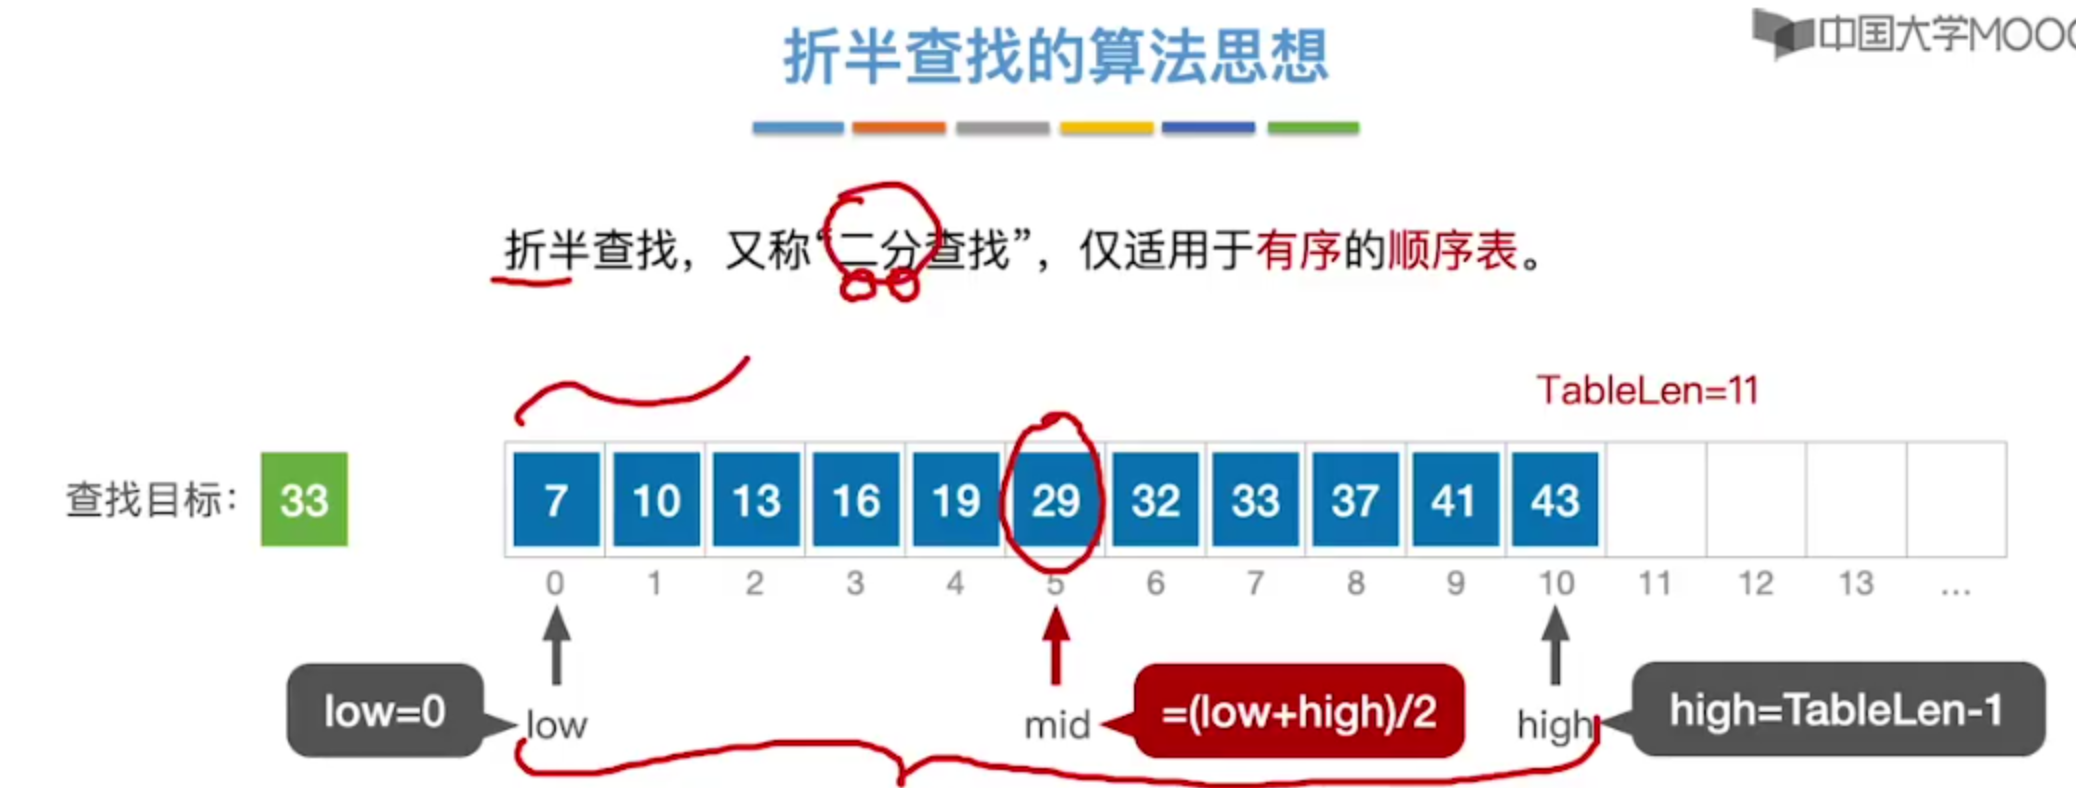 折半查找的算法思想
中国大学MOOC
折半查找，又称“二分查找”，仅适用于有序的顺序表。
TableLen=11
查找目标： 33 7 10 13 16 19 29 32 33 37 41 43
0 1 2 3 4 5 6 7 8 9 10 11 12 13 ...
low=0 low mid =(low+high)/2 high high=TableLen-1